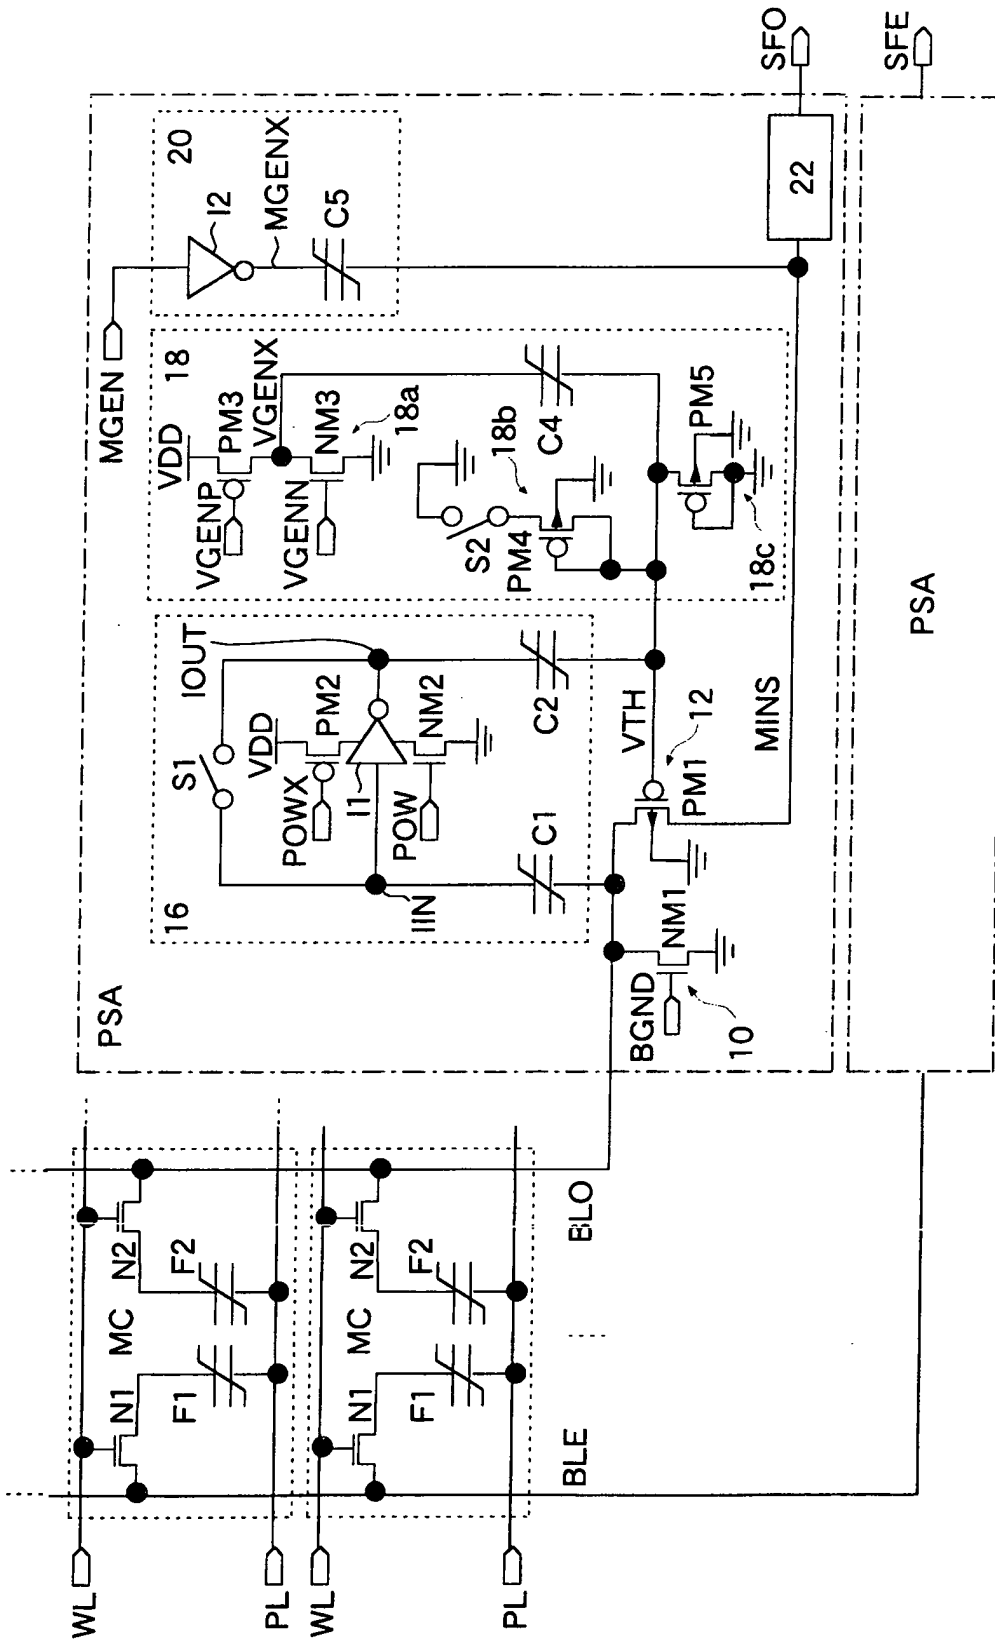 WL
PL
WL
PL
N1
MC
N2
F1
F2
N1
MC
N2
F1
F2
BLE
BLO
PSA
16
S1
IOUT
VDD
POWX
PM2
I1
POW
NM2
IIN
C1
C2
BGND
NM1
10
PM1
12
VTH
MINS
18
VDD
VGENP
PM3
VGENX
VGENN
NM3
18a
S2
18b
PM4
C4
PM5
18c
MGEN
20
I2
MGENX
C5
22
SFO
PSA
SFE